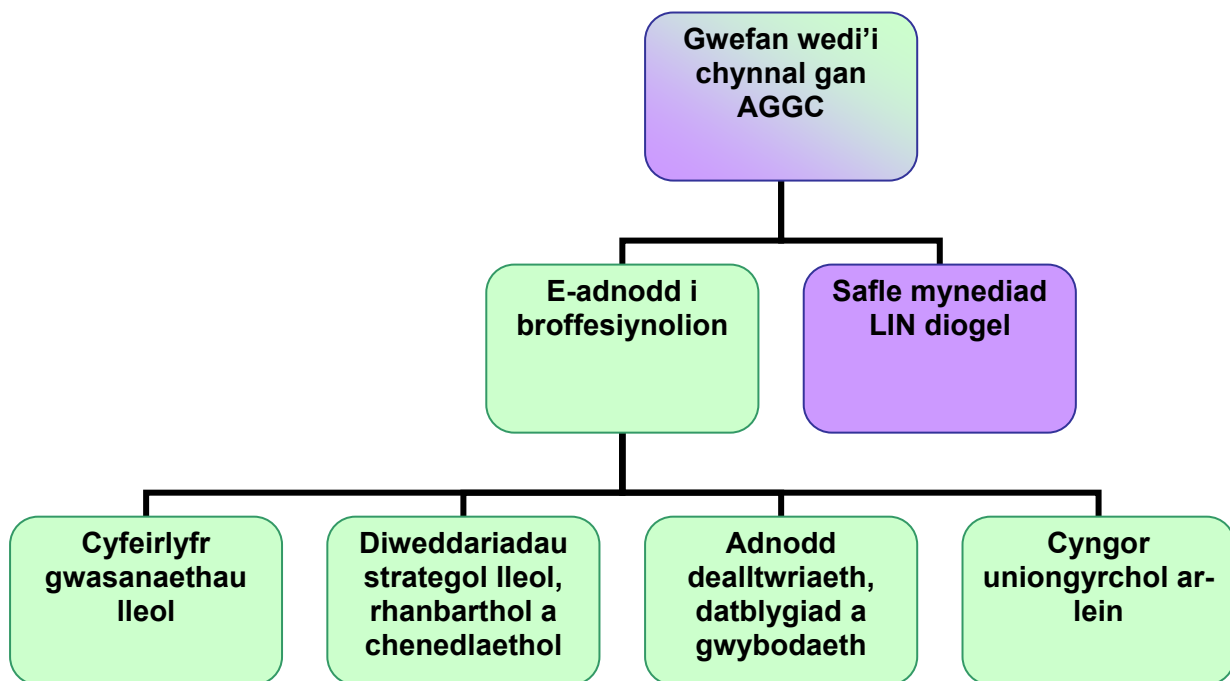 Gwefan wedi’i
chynnal gan
AGGC
E-adnodd i
broffesiynolion
Safle mynediad
LIN diogel
Cyfeirlyfr
gwasanaethau
lleol
Diweddariadau
strategol lleol,
rhanbarthol a
chenedlaethol
Adnodd
dealltwriaeth,
datblygiad a
gwybodaeth
Cyngor
uniongyrchol ar-
lein